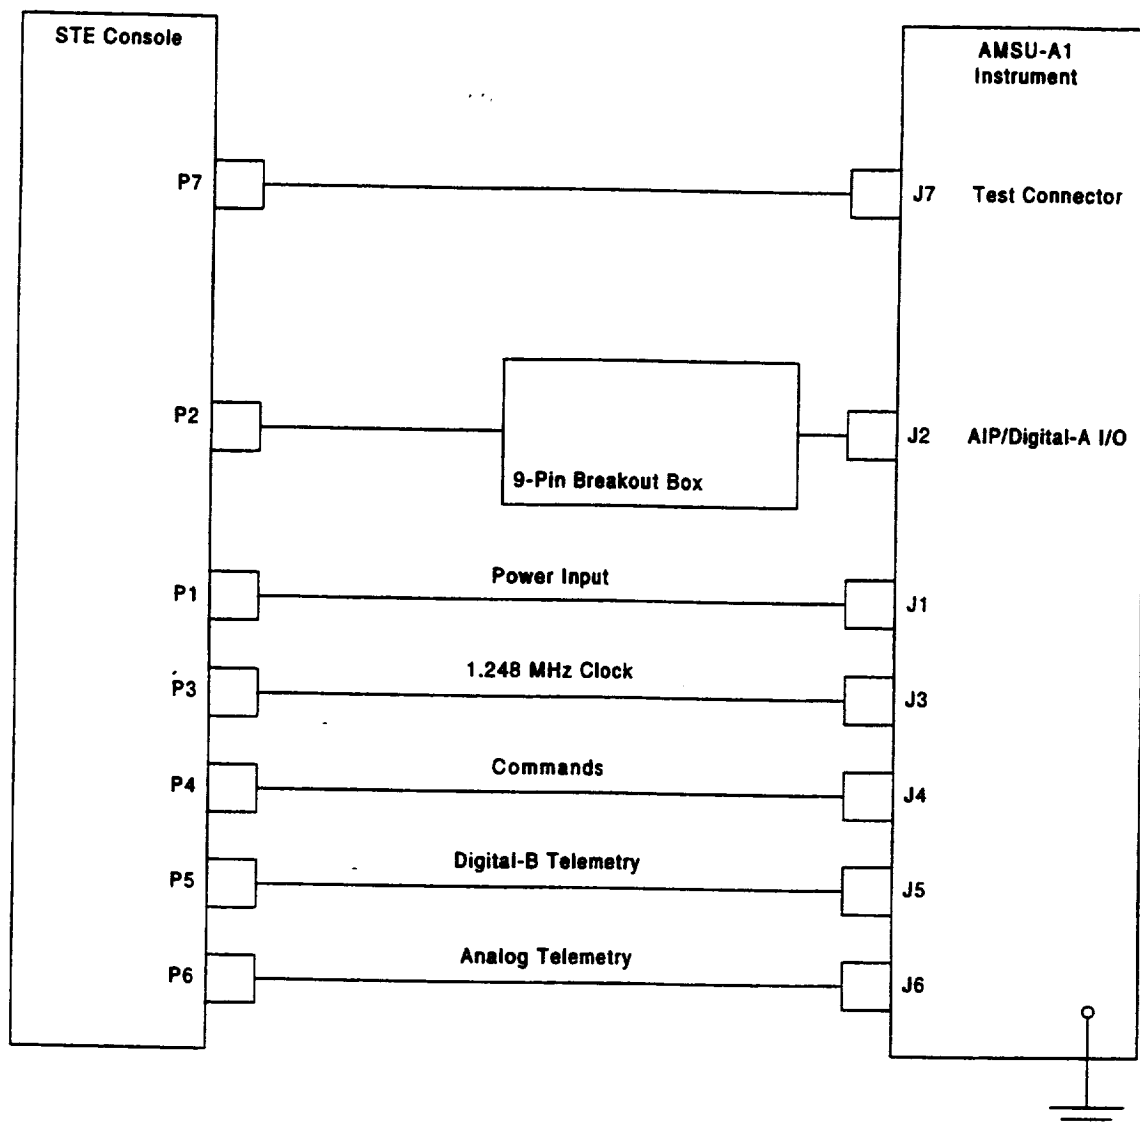 STE Console
AMSU-A1
Instrument
P7
J7 Test Connector
P2
J2 AIP/Digital-A I/O
9-Pin Breakout Box
P1
Power Input
J1
P3
1.248 MHz Clock
J3
P4
Commands
J4
P5
Digital-B Telemetry
J5
P6
Analog Telemetry
J6